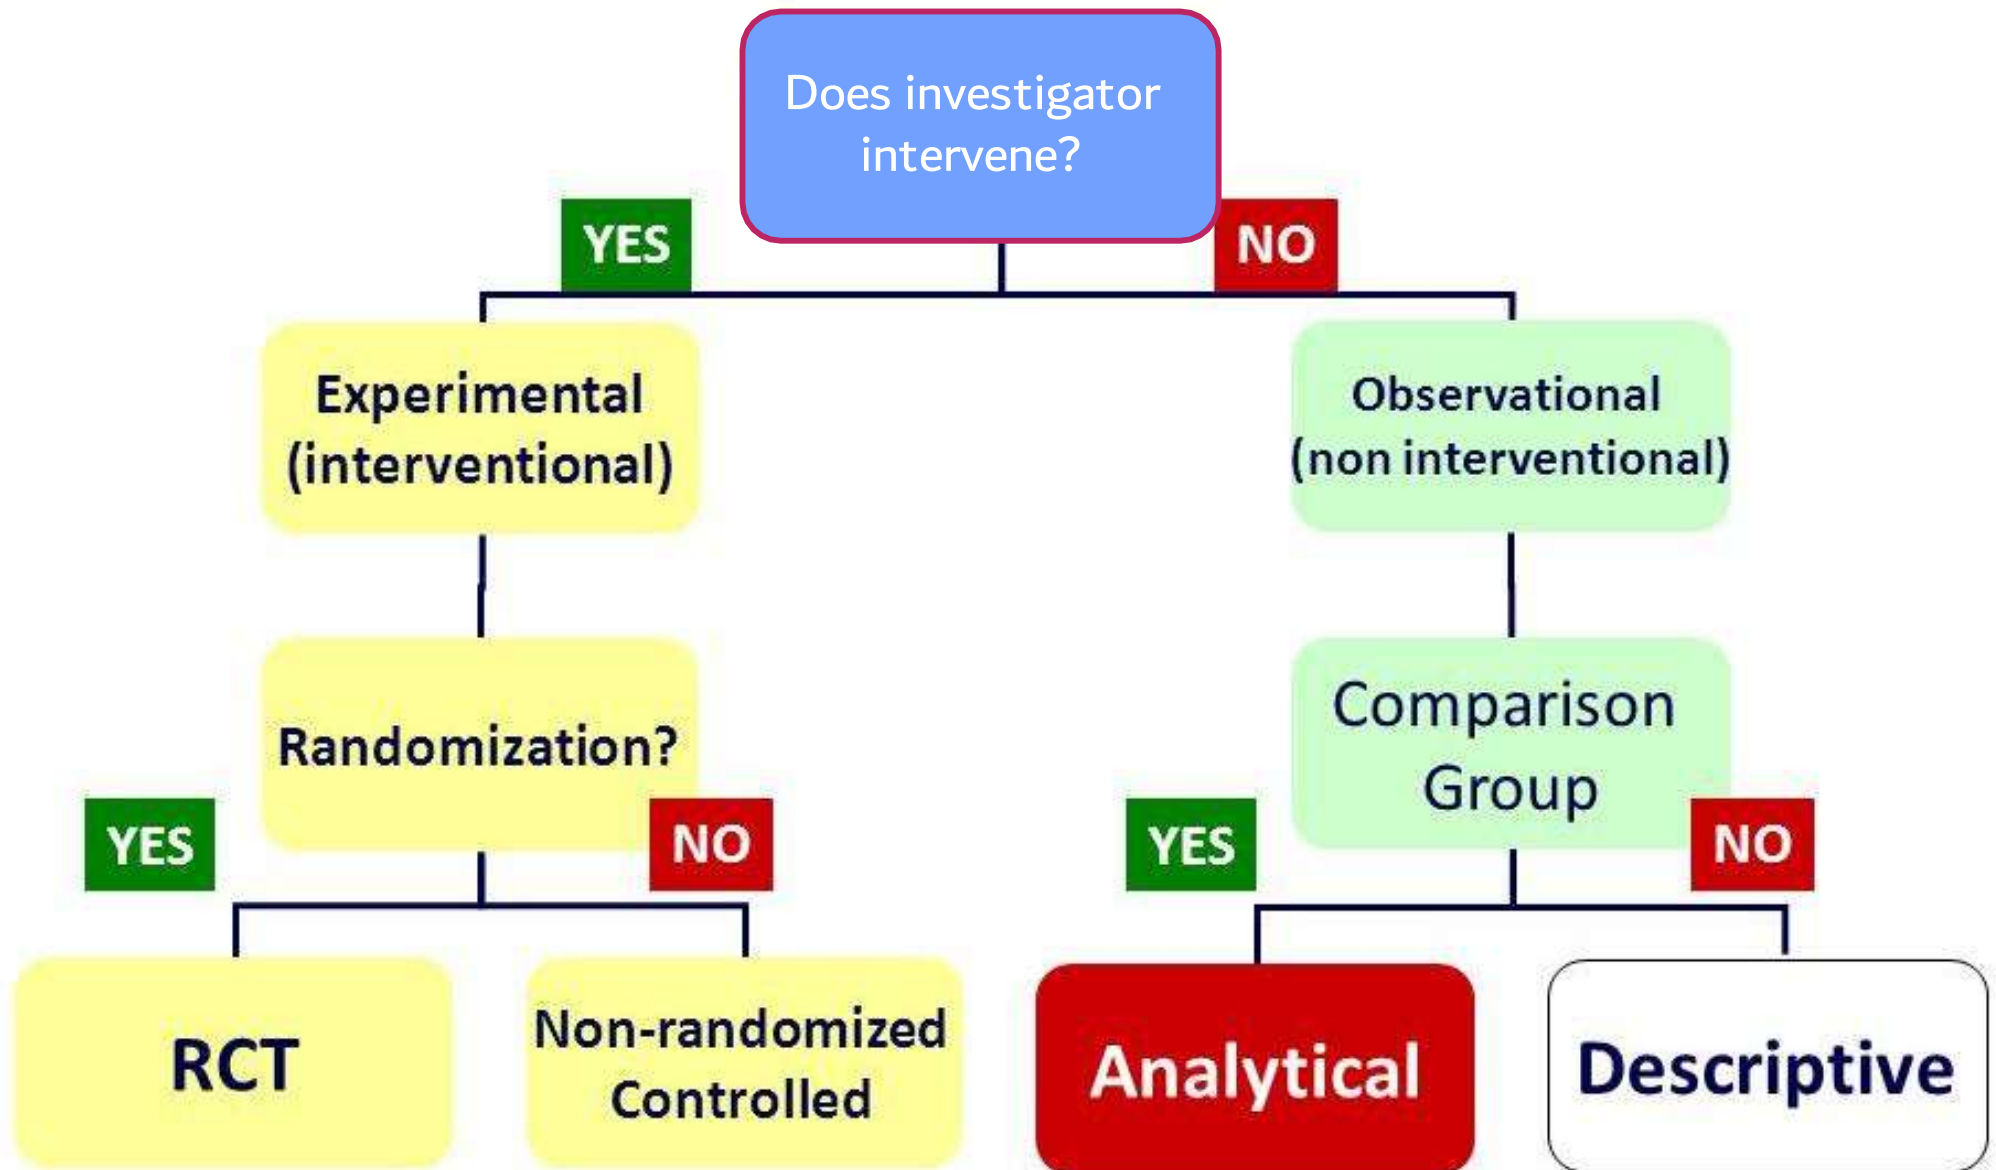 Does investigator
intervene?
YES
NO
Experimental
(interventional)
Observational
(non interventional)
Randomization?
YES
NO
Comparison
Group
YES
NO
RCT
Non-randomized
Controlled
Analytical
Descriptive